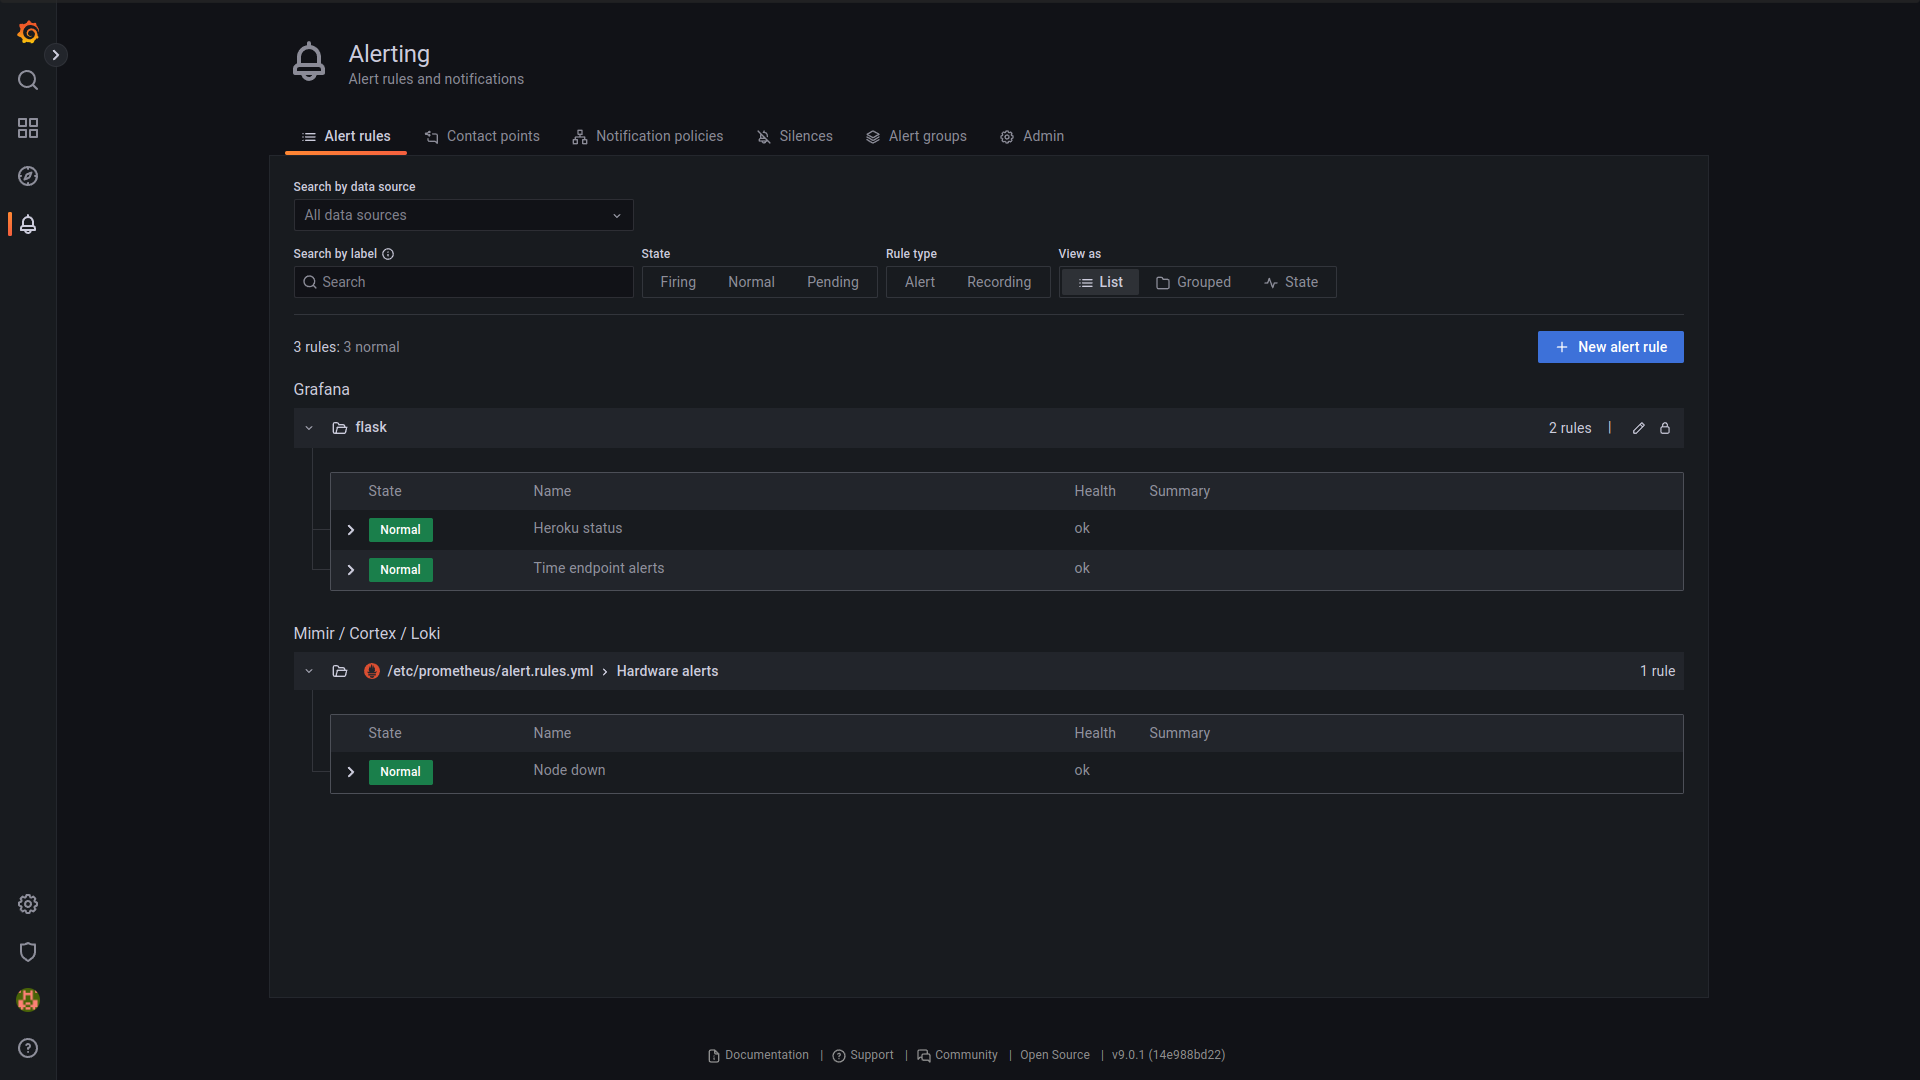 Alerting
Alert rules and notifications
Alert rules Contact points Notification policies Silences Alert groups Admin
Search by data source
All data sources
Search by label State Rule type View as
Search Firing Normal Pending Alert Recording List Grouped State
3 rules: 3 normal New alert rule
Grafana
flask 2 rules |
State Name Health Summary
Normal Heroku status ok
Normal Time endpoint alerts ok
Mimir / Cortex / Loki
/etc/prometheus/alert.rules.yml › Hardware alerts 1 rule
State Name Health Summary
Normal Node down ok
Documentation | Support | Community | Open Source | v9.0.1 (14e988bd22)